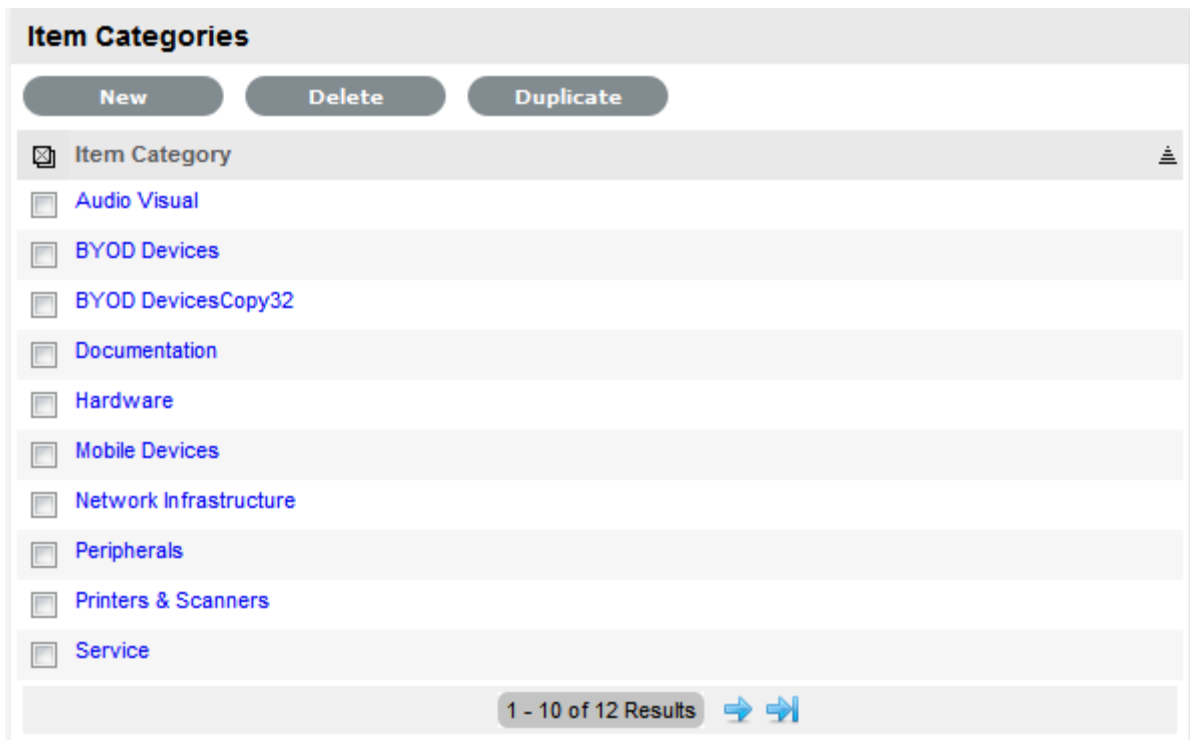 Item Categories
New Delete Duplicate
Item Category
Audio Visual
BYOD Devices
BYOD DevicesCopy32
Documentation
Hardware
Mobile Devices
Network Infrastructure
Peripherals
Printers & Scanners
Service
1 - 10 of 12 Results